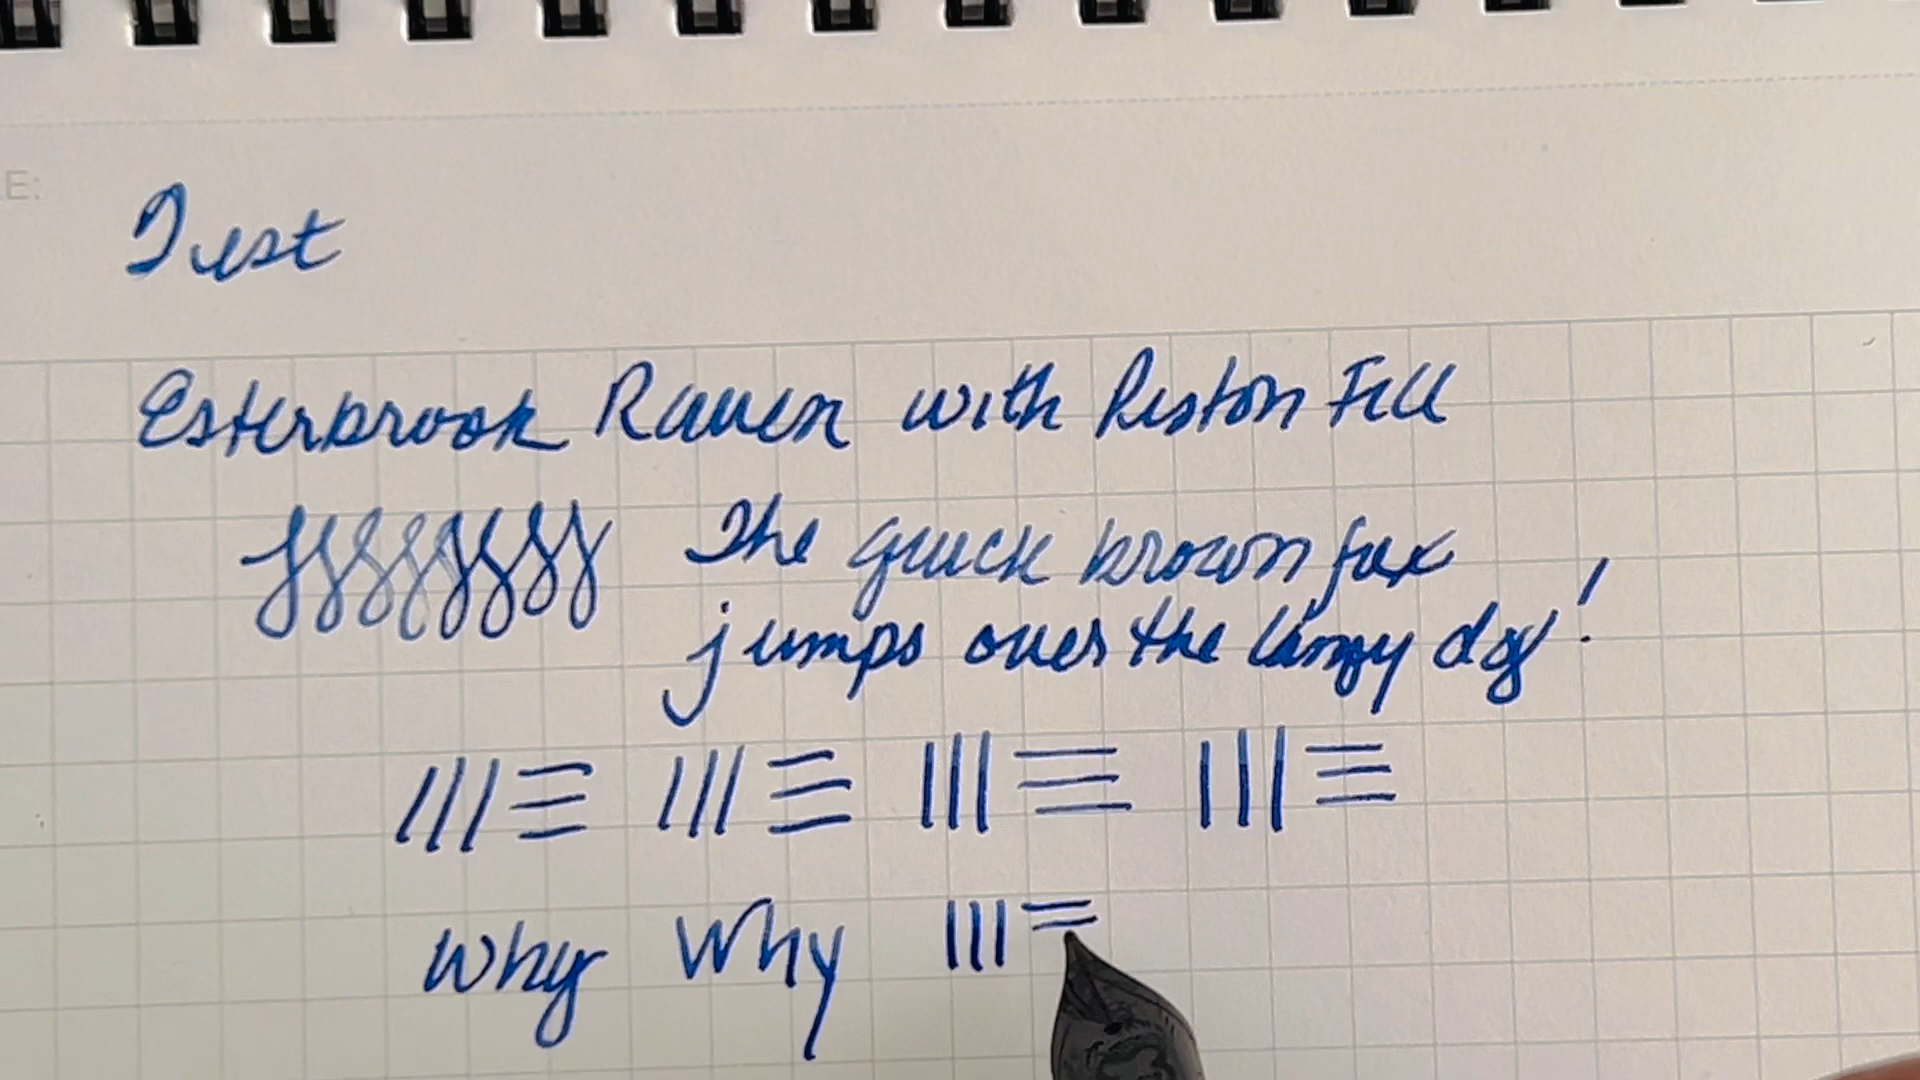 E:
Test
Esterbrook Raven with Piston Fill
The quick brown fox
jumps over the lazy dog!
Why Why